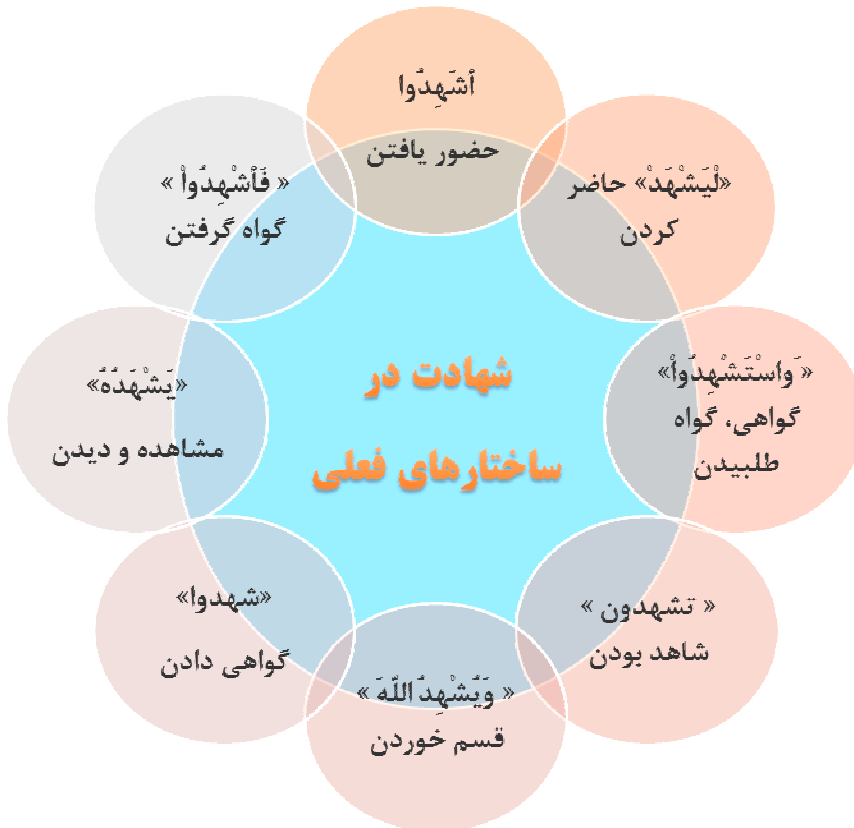 شهادت در
ساختارهای فعلی
أشَهِدُوا
حضور یافتن
«لْيَشْهَدْ» حاضر
کردن
«وَاسْتَشْهِدُواْ»
گواهی، گواه
طلبیدن
« تشهدون »
شاهد بودن
« وَيُشْهِدُ اللّهَ »
قسم خوردن
«شهدوا»
گواهی دادن
«يَشْهَدُهُ»
مشاهده و دیدن
« فَأَشْهِدُواْ »
گواه گرفتن